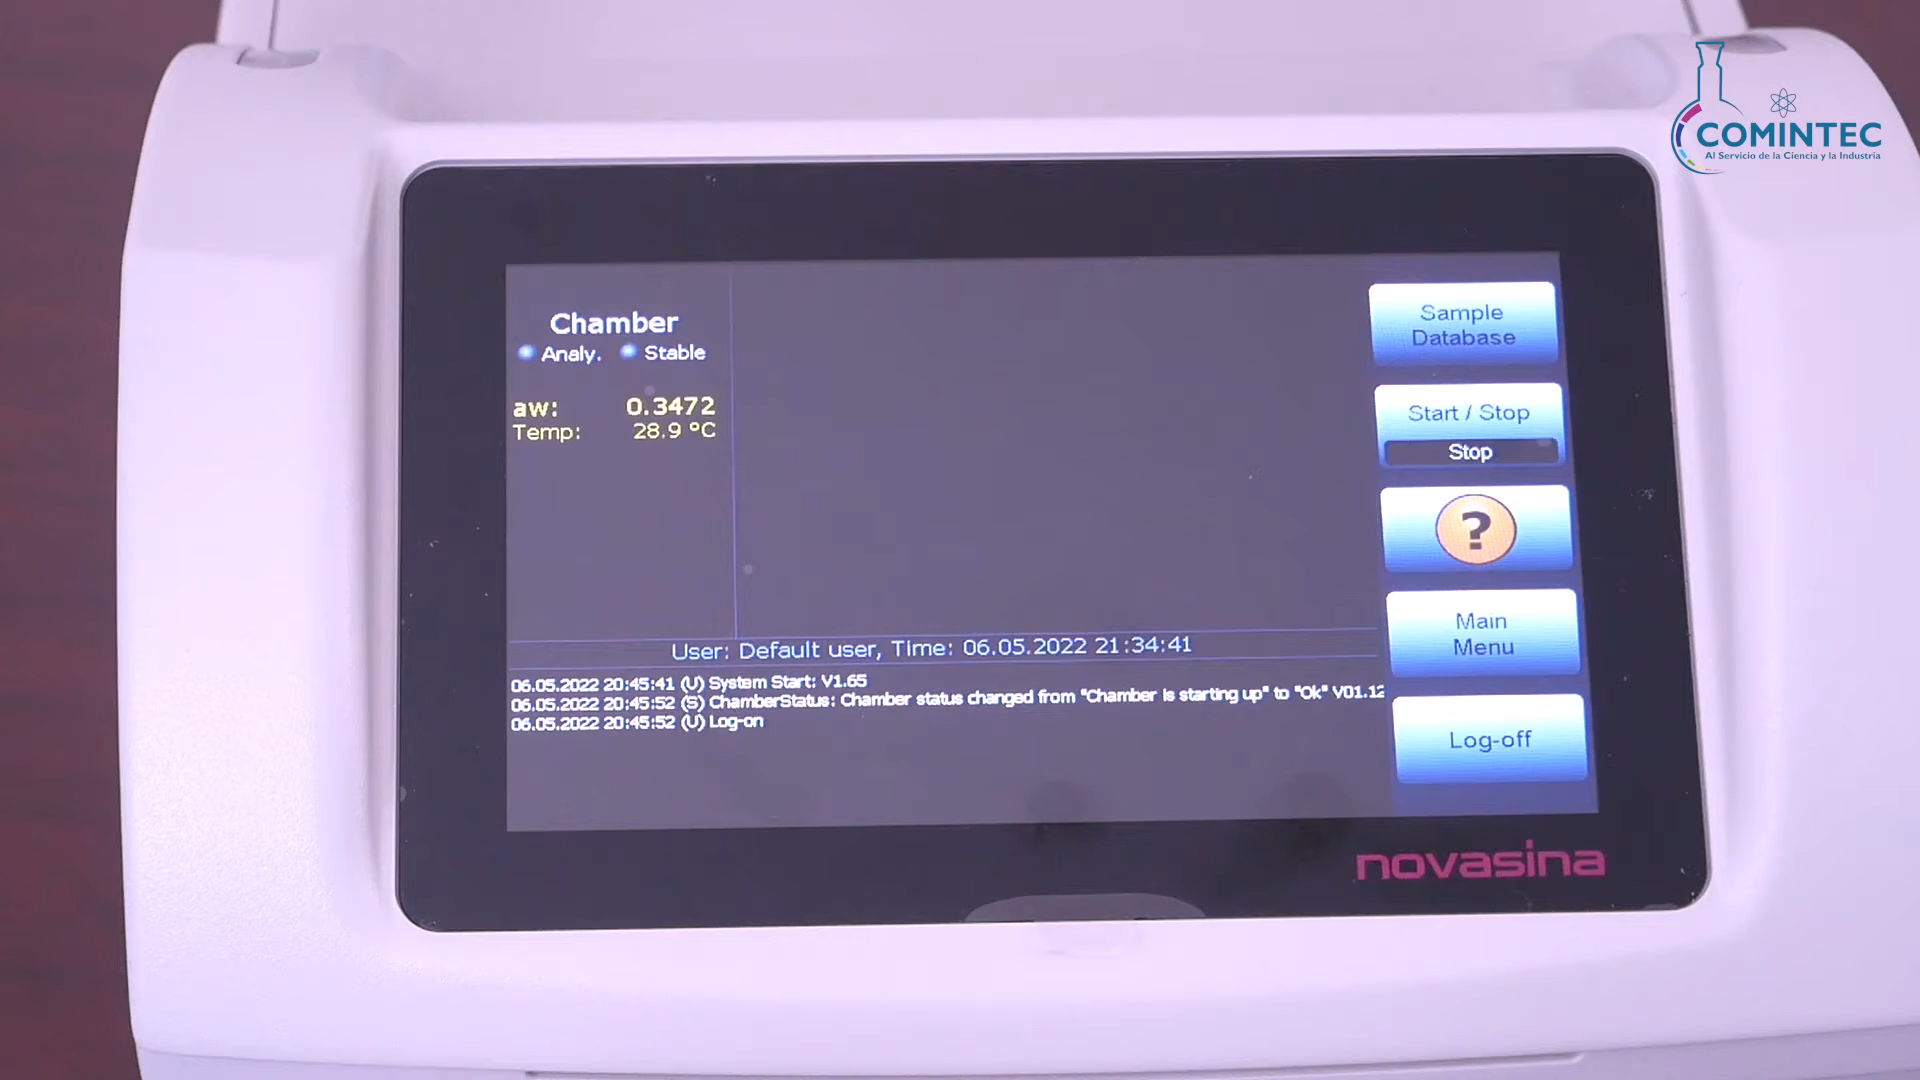 COMINTEC
Al Servicio de la Ciencia y la Industria
Chamber
Analy. Stable
aw: 0.3472
Temp: 28.9 °C
Sample
Database
Start / Stop
Stop
?
Main
Menu
Log-off
User: Default user, Time: 06.05.2022 21:34:41
06.05.2022 20:45:41 (U) System Start: V1.65
06.05.2022 20:45:52 (S) ChamberStatus: Chamber status changed from "Chamber is starting up" to "Ok" V01.12
06.05.2022 20:45:52 (U) Log-on
novasina